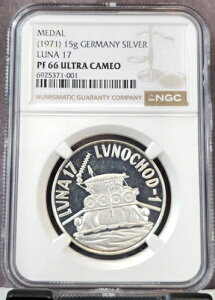 MEDAL
(1971) 15g GERMANY SILVER
LUNA 17
PF 66 ULTRA CAMEO
6925371-001
NUMISMATIC GUARANTY COMPANY
NGC
LUNA 17 LVNOCHOD-1